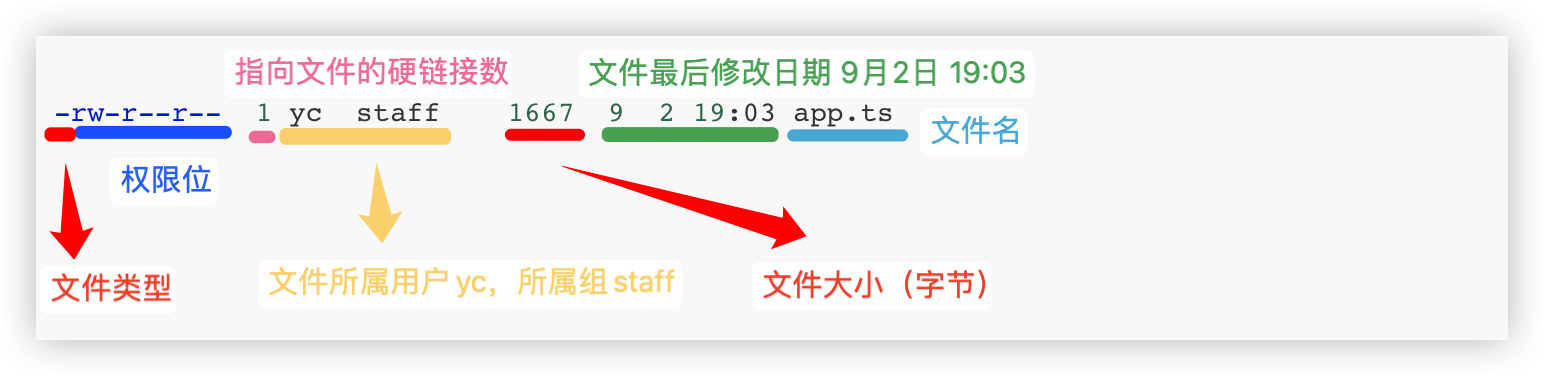 指向文件的硬链接数
文件最后修改日期 9月2日 19:03
-rw-r--r-- 1 yc staff 1667 9 2 19:03 app.ts
文件名
权限位
文件类型
文件所属用户 yc，所属组 staff
文件大小（字节）